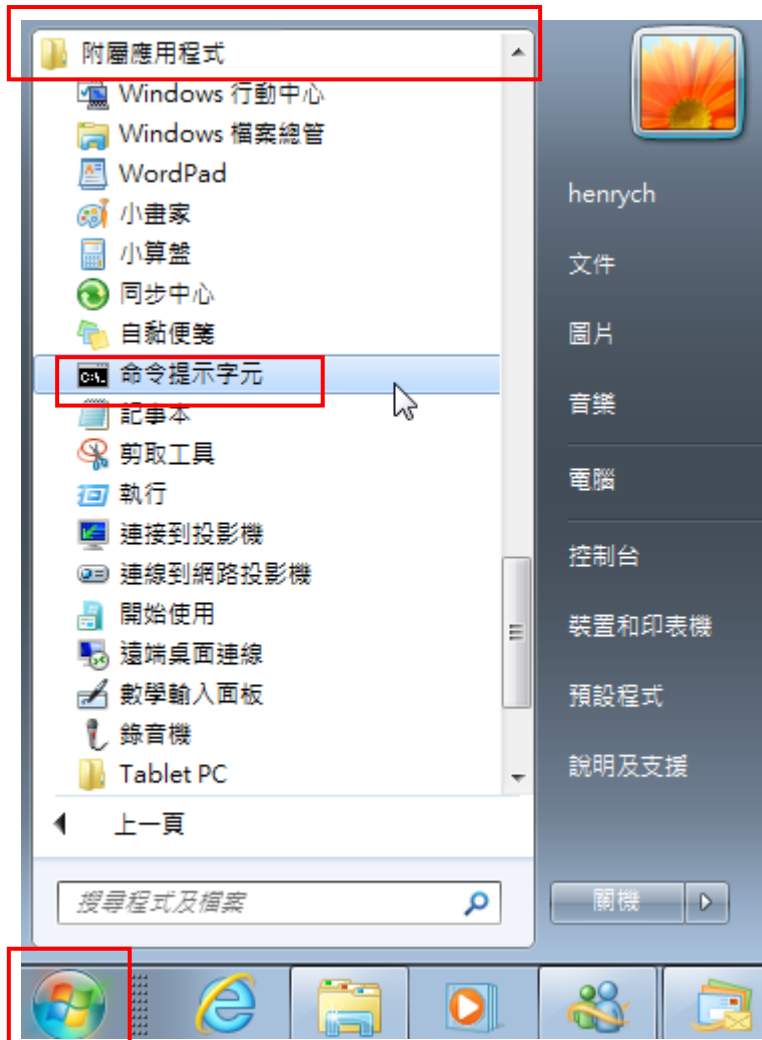 附屬應用程式
Windows 行動中心
Windows 檔案總管
WordPad
小畫家
小算盤
同步中心
自黏便箋
C:\.
命令提示字元
記事本
剪取工具
執行
連接到投影機
連線到網路投影機
開始使用
遠端桌面連線
數學輸入面板
錄音機
Tablet PC
上一頁
搜尋程式及檔案
henrych
文件
圖片
音樂
電腦
控制台
裝置和印表機
預設程式
說明及支援
關機